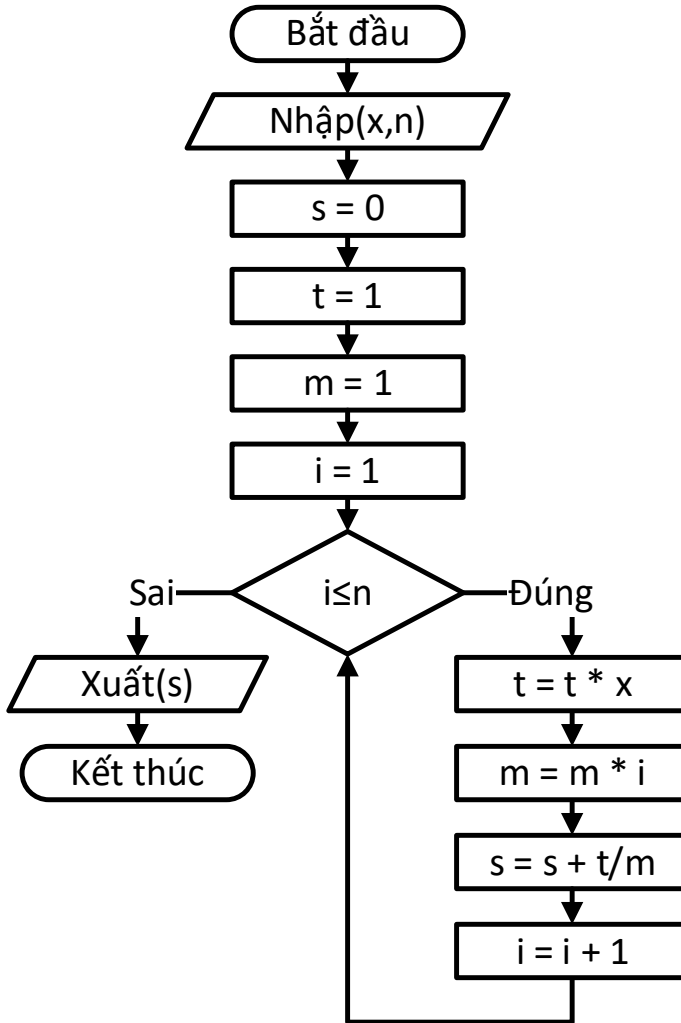 Bắt đầu
Nhập(x,n)
s = 0
t = 1
m = 1
i = 1
i≤n
Sai
Đúng
Xuất(s)
Kết thúc
t = t * x
m = m * i
s = s + t/m
i = i + 1